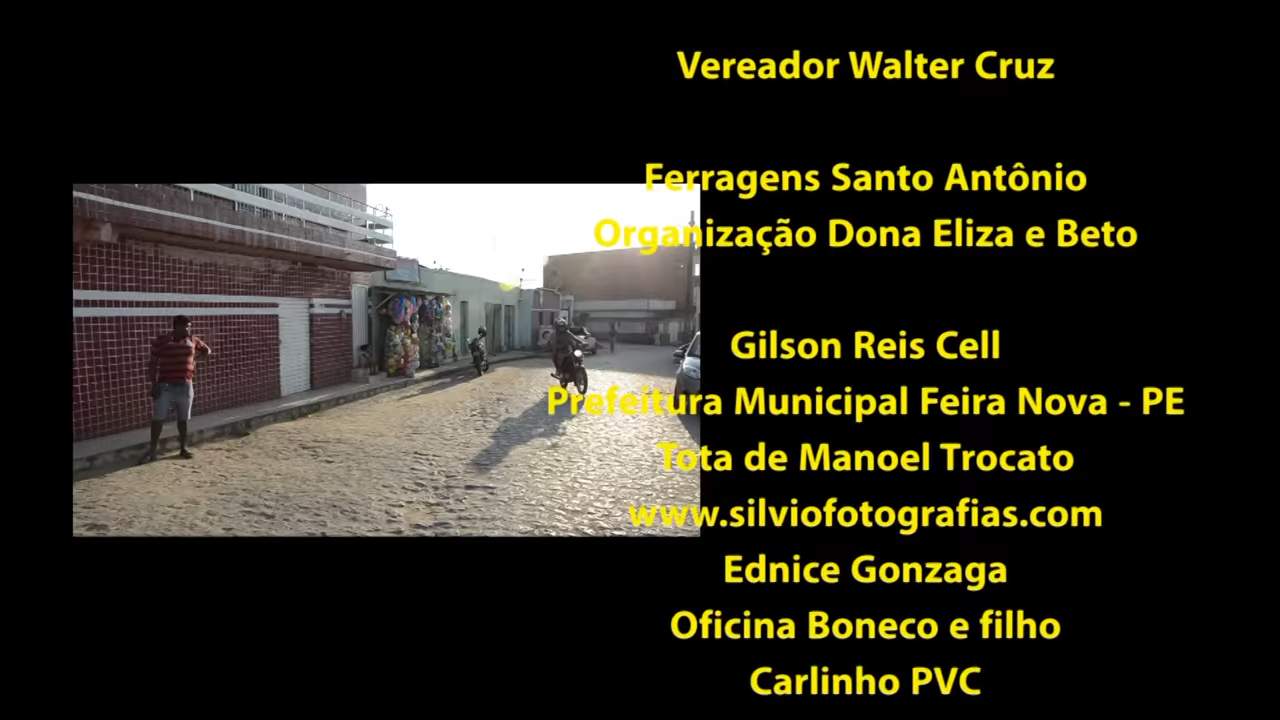 Vereador Walter Cruz
Ferragens Santo Antônio
Organização Dona Eliza e Beto
Gilson Reis Cell
Prefeitura Municipal Feira Nova - PE
Tota de Manoel Trocato
www.silviofotografias.com
Ednice Gonzaga
Oficina Boneco e filho
Carlinho PVC